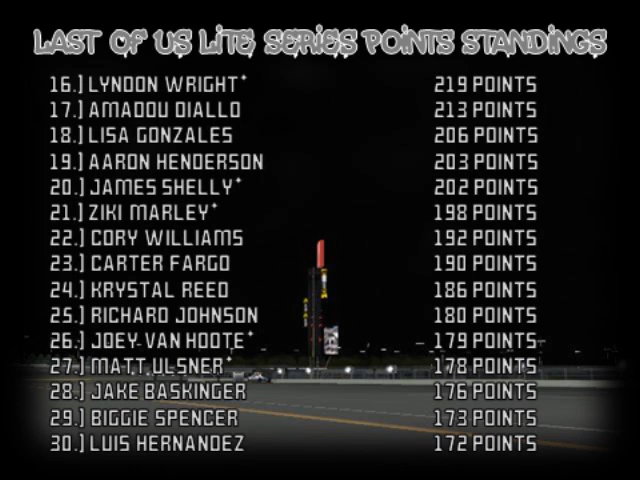 LAST OF US LITE SERIES POINTS STANDINGS
16.] LYNDON WRIGHT* 219 POINTS
17.] AMADOU DIALLO 213 POINTS
18.] LISA GONZALES 206 POINTS
19.] AARON HENDERSON 203 POINTS
20.] JAMES SHELLY* 202 POINTS
21.] ZIKI MARLEY* 198 POINTS
22.] CORY WILLIAMS 192 POINTS
23.] CARTER FARGO 190 POINTS
24.] KRYSTAL REED 186 POINTS
25.] RICHARD JOHNSON 180 POINTS
26.] JOEY VAN HOOTE* 179 POINTS
27.] MATT ULSNER* 178 POINTS
28.] JAKE BASKINGER 176 POINTS
29.] BIGGIE SPENCER 173 POINTS
30.] LUIS HERNANDEZ 172 POINTS